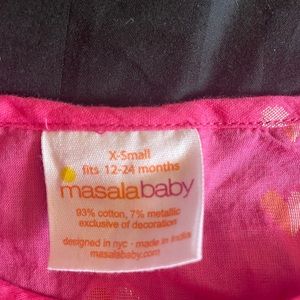 X-Small
fits 12-24 months
masalababy
93% cotton, 7% metallic
exclusive of decoration
designed in nyc • made in india
masalababy.com